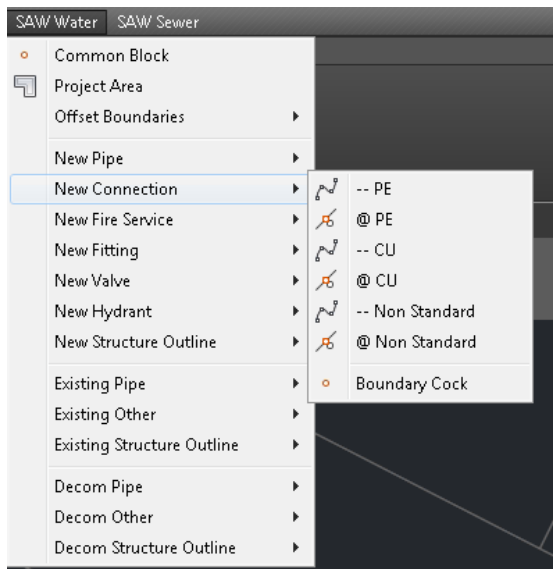 SAW Water SAW Sewer
Common Block
Project Area
Offset Boundaries
New Pipe
New Connection
New Fire Service
New Fitting
New Valve
New Hydrant
New Structure Outline
Existing Pipe
Existing Other
Existing Structure Outline
Decom Pipe
Decom Other
Decom Structure Outline
-- PE
@ PE
-- CU
@ CU
-- Non Standard
@ Non Standard
Boundary Cock